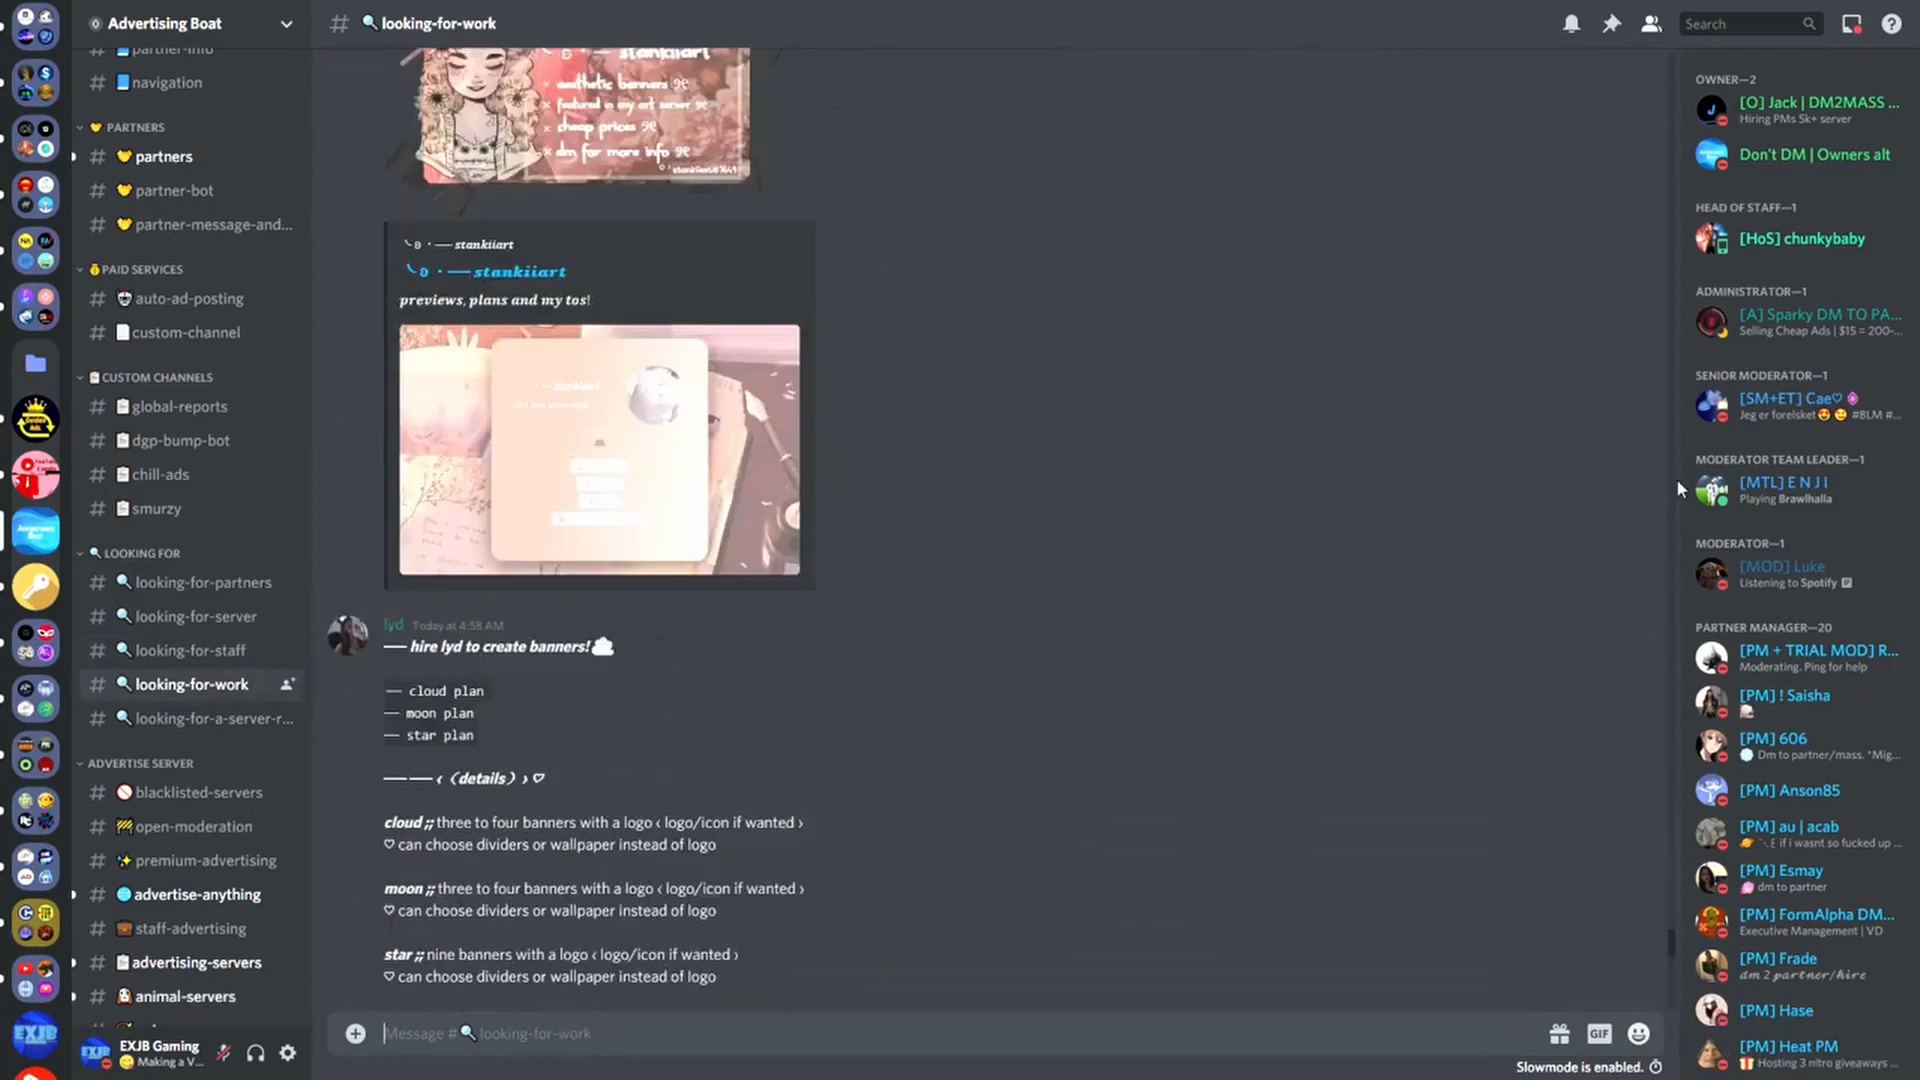 Advertising Boat
partner-info
navigation
PARTNERS
partners
partner-bot
partner-message-and...
PAID SERVICES
auto-ad-posting
custom-channel
CUSTOM CHANNELS
global-reports
dgp-bump-bot
chill-ads
smurzy
LOOKING FOR
looking-for-partners
looking-for-server
looking-for-staff
looking-for-work
looking-for-a-server-r...
ADVERTISE SERVER
blacklisted-servers
open-moderation
premium-advertising
advertise-anything
staff-advertising
advertising-servers
animal-servers
EXJB Gaming
Making a V...
# 🔍looking-for-work
Search
stankiiart
× aesthetic banners ୨୧
× featured in my art server ୨୧
× cheap prices ୨୧
× dm for more info ୨୧
╰ʚ・── stankiiart
╰ʚ・── stankiiart
previews, plans and my tos!
lyd Today at 4:58 AM
── hire lyd to create banners!☁
── cloud plan
── moon plan
── star plan
──── ‹（details）› ♡
cloud ;; three to four banners with a logo ‹ logo/icon if wanted ›
♡ can choose dividers or wallpaper instead of logo
moon ;; three to four banners with a logo ‹ logo/icon if wanted ›
♡ can choose dividers or wallpaper instead of logo
star ;; nine banners with a logo ‹ logo/icon if wanted ›
♡ can choose dividers or wallpaper instead of logo
Message #🔍looking-for-work
GIF
Slowmode is enabled.
OWNER—2
[O] Jack | DM2MASS ...
Hiring PMs 5k+ server
Don't DM | Owners alt
HEAD OF STAFF—1
[HoS] chunkybaby
ADMINISTRATOR—1
[A] Sparky DM TO PA...
Selling Cheap Ads | $15 = 200-...
SENIOR MODERATOR—1
[SM+ET] Cae♡
Jeg er forelsket😍 😋 #BLM #...
MODERATOR TEAM LEADER—1
[MTL] E N J I
Playing Brawlhalla
MODERATOR—1
[MOD] Luke
Listening to Spotify
PARTNER MANAGER—20
[PM + TRIAL MOD] R...
Moderating. Ping for help
[PM] ! Saisha
[PM] 606
Dm to partner/mass. *Mig...
[PM] Anson85
[PM] au | acab
if i wasnt so fucked up ...
[PM] Esmay
dm to partner
[PM] FormAlpha DM...
Executive Management | VD
[PM] Frade
dm 2 partner/hire
[PM] Hase
[PM] Heat PM
Hosting 3 nitro giveaways ...